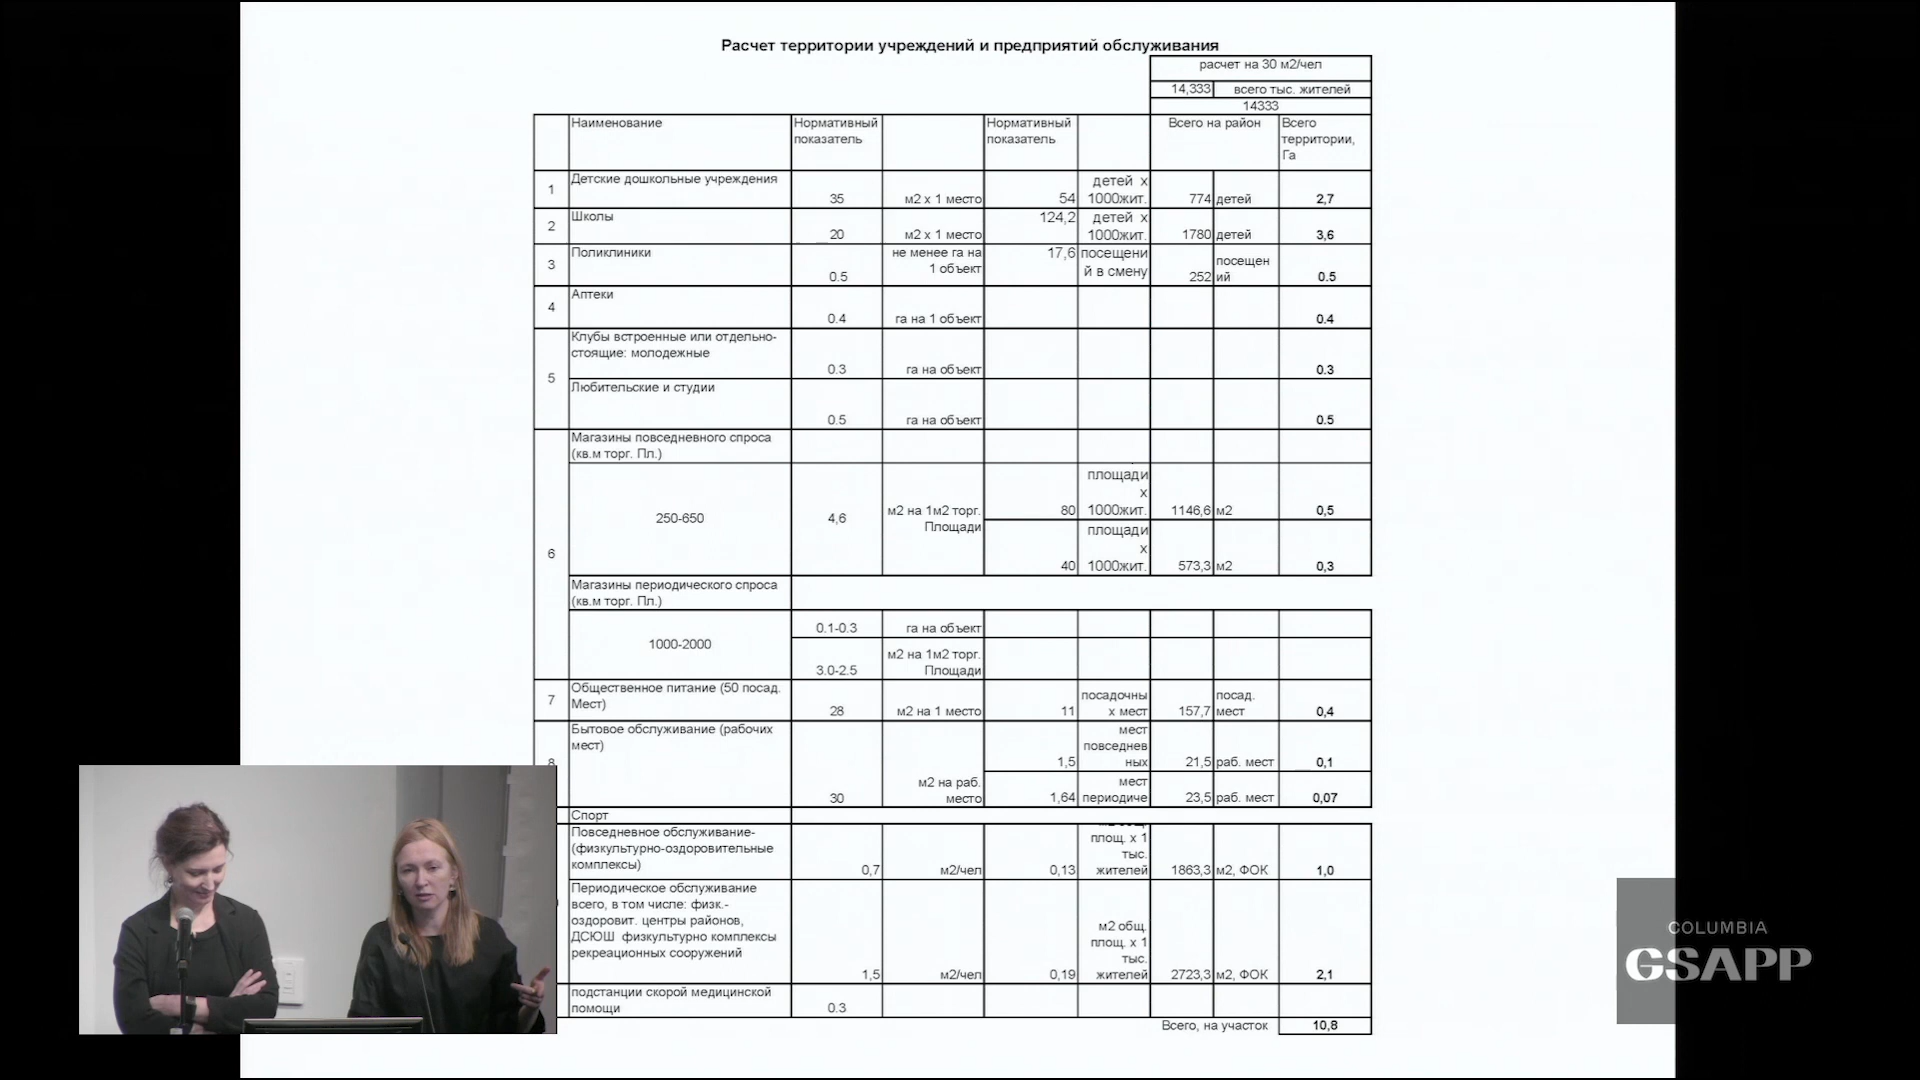 Расчет территории учреждений и предприятий обслуживания
расчет на 30 м2/чел
14,333 всего тыс. жителей
14333
Наименование
Нормативный
показатель
Нормативный
показатель
Всего на район
Всего
территории,
Га
1
Детские дошкольные учреждения
35
м2 х 1 место
54
детей х
1000жит.
774 детей
2,7
2
Школы
20
м2 х 1 место
124,2
детей х
1000жит.
1780 детей
3,6
3
Поликлиники
0.5
не менее га на
1 объект
17,6
посещени
й в смену
252
посещен
ий
0.5
4
Аптеки
0.4
га на 1 объект
0.4
5
Клубы встроенные или отдельно-
стоящие: молодежные
0.3
га на объект
0.3
Любительские и студии
0.5
га на объект
0.5
6
Магазины повседневного спроса
(кв.м торг. Пл.)
250-650
4,6
м2 на 1м2 торг.
Площади
80
площади
х
1000жит.
1146,6 м2
0,5
40
площади
х
1000жит.
573,3 м2
0,3
Магазины периодического спроса
(кв.м торг. Пл.)
1000-2000
0.1-0.3
га на объект
3.0-2.5
м2 на 1м2 торг.
Площади
7
Общественное питание (50 посад.
Мест)
28
м2 на 1 место
11
посадочны
х мест
157,7
посад.
мест
0,4
8
Бытовое обслуживание (рабочих
мест)
30
м2 на раб.
место
1,5
мест
повседнев
ных
21,5 раб. мест
0,1
1,64
мест
периодиче
23,5 раб. мест
0,07
Спорт
Повседневное обслуживание-
(физкультурно-оздоровительные
комплексы)
0,7
м2/чел
0,13
площ. х 1
тыс.
жителей
1863,3 м2, ФОК
1,0
Периодическое обслуживание
всего, в том числе: физ.-
оздоровит. центры районов,
ДСЮШ физкультурно комплексы
рекреационных сооружений
1,5
м2/чел
0,19
м2 общ.
площ. х 1
тыс.
жителей
2723,3 м2, ФОК
2,1
подстанции скорой медицинской
помощи
0.3
Всего, на участок
10,8
COLUMBIA
GSAPP